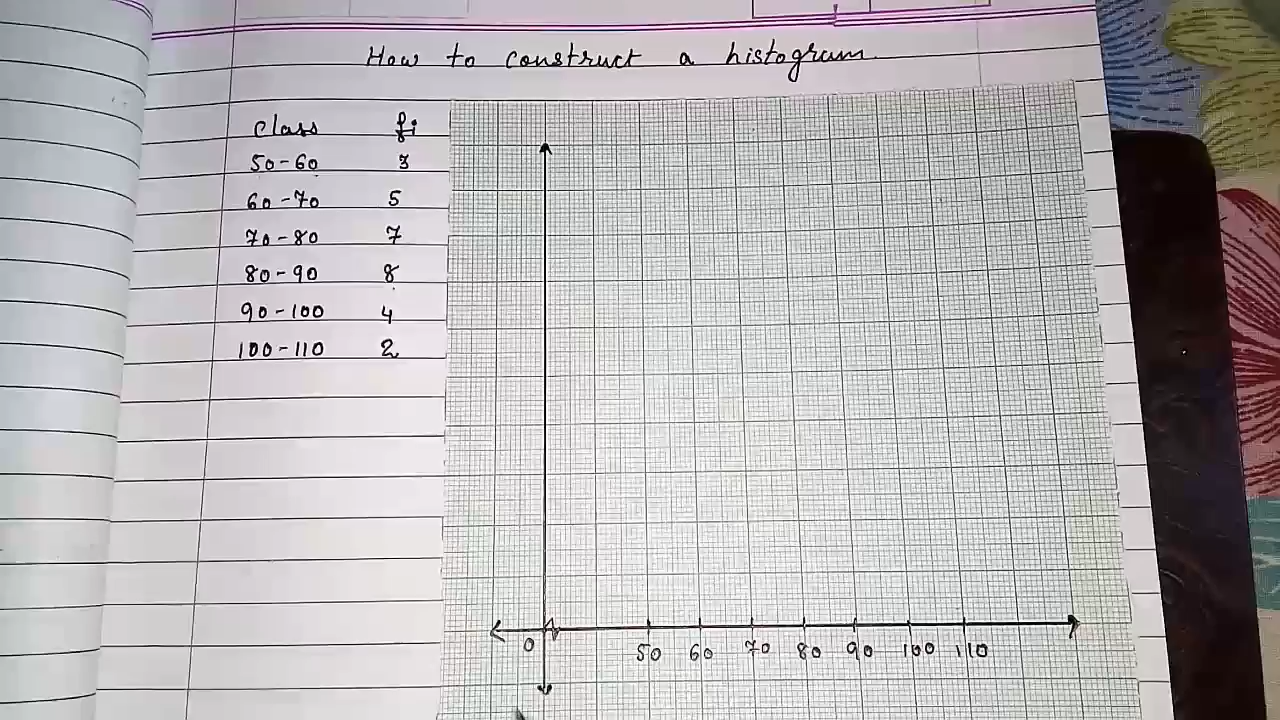 How to construct a histogram.
class fi
50-60 3
60-70 5
70-80 7
80-90 8
90-100 4
100-110 2
0 50 60 70 80 90 100 110